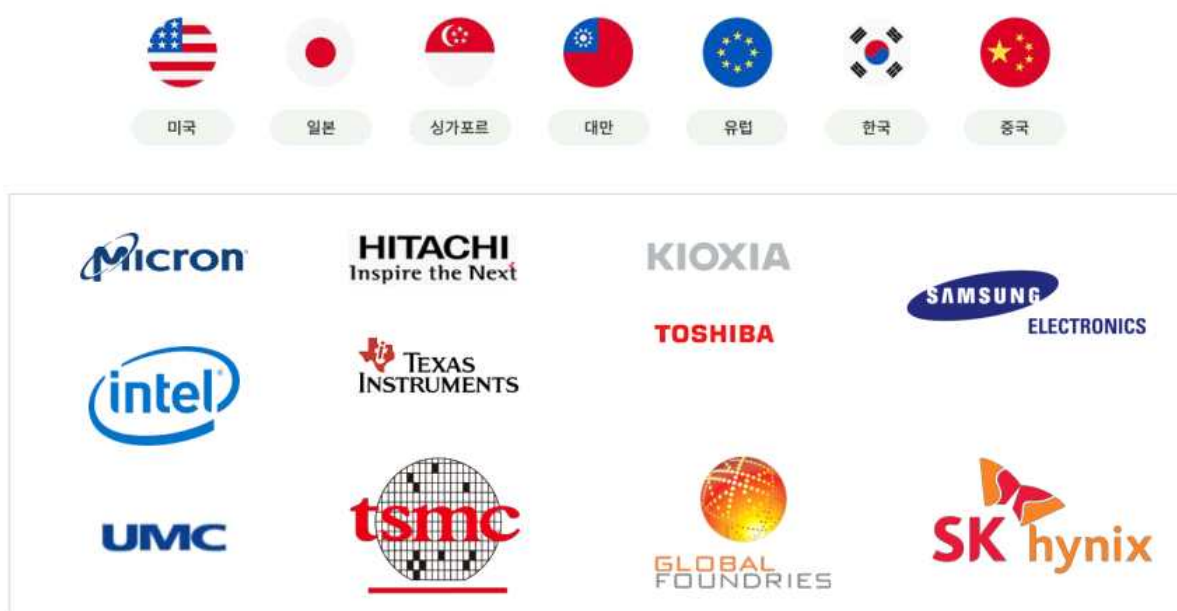 미국
일본
싱가포르
대만
유럽
한국
중국
Micron
HITACHI
Inspire the Next
KIOXIA
TOSHIBA
SAMSUNG
ELECTRONICS
intel
TEXAS
INSTRUMENTS
UMC
tsmc
GLOBAL
FOUNDRIES
SK hynix